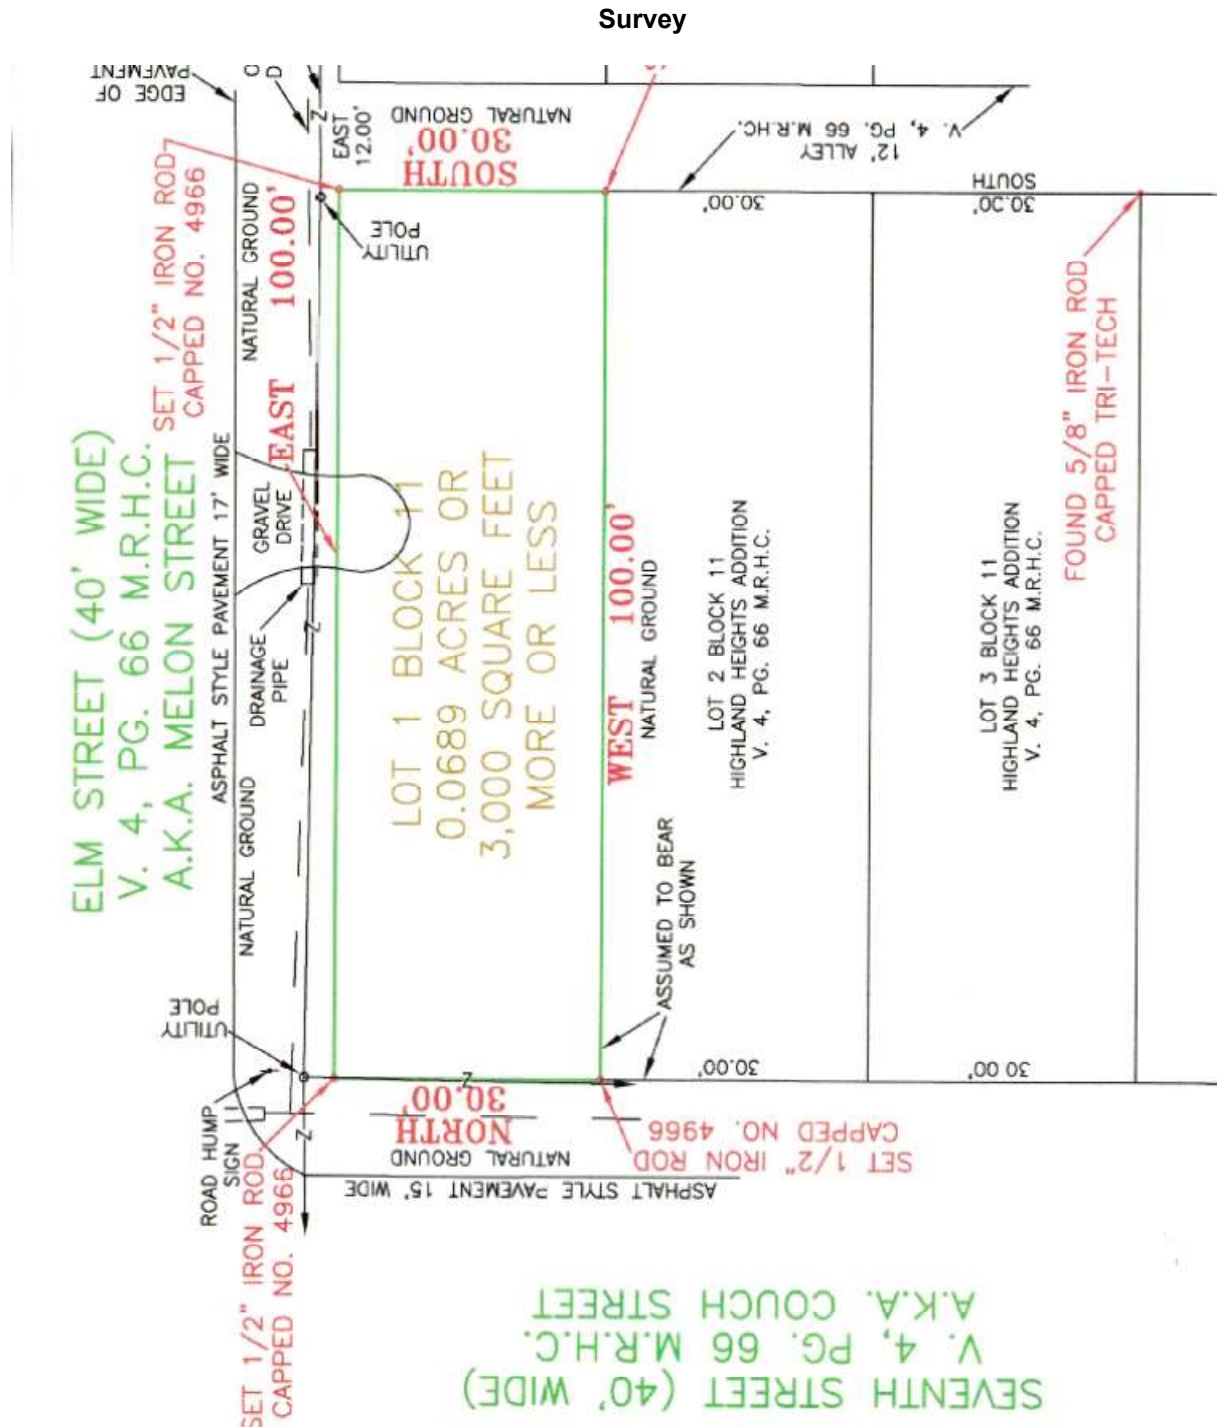 Survey
EDGE OF
PAVEMENT
EAST
12.00'
NATURAL GROUND
30.00'
SOUTH
V. 4, PG. 66 M.R.HC.
12' ALLEY
SET 1/2" IRON ROD
CAPPED NO. 4966
NATURAL GROUND
100.00'
EAST
UTILITY
POLE
30.00'
SOUTH
30.00'
FOUND 5/8" IRON ROD
CAPPED TRI-TECH
ELM STREET (40' WIDE)
V. 4, PG. 66 M.R.H.C.
A.K.A. MELON STREET
ASPHALT STYLE PAVEMENT 17' WIDE
GRAVEL
DRIVE
DRAINAGE
PIPE
NATURAL GROUND
LOT 1 BLOCK 11
0.0689 ACRES OR
3,000 SQUARE FEET
MORE OR LESS
WEST 100.00'
NATURAL GROUND
LOT 2 BLOCK 11
HIGHLAND HEIGHTS ADDITION
V. 4, PG. 66 M.R.H.C.
LOT 3 BLOCK 11
HIGHLAND HEIGHTS ADDITION
V. 4, PG. 66 M.R.H.C.
ASSUMED TO BEAR
AS SHOWN
UTILITY
POLE
ROAD HUMP
SIGN
30.00'
NORTH
NATURAL GROUND
30.00'
30.00'
SET 1/2" IRON ROD
CAPPED NO. 4966
ASPHALT STYLE PAVEMENT 15' WIDE
SET 1/2" IRON ROD
CAPPED NO. 4966
SEVENTH STREET (40' WIDE)
V. 4, PG. 66 M.R.H.C.
A.K.A. COUCH STREET